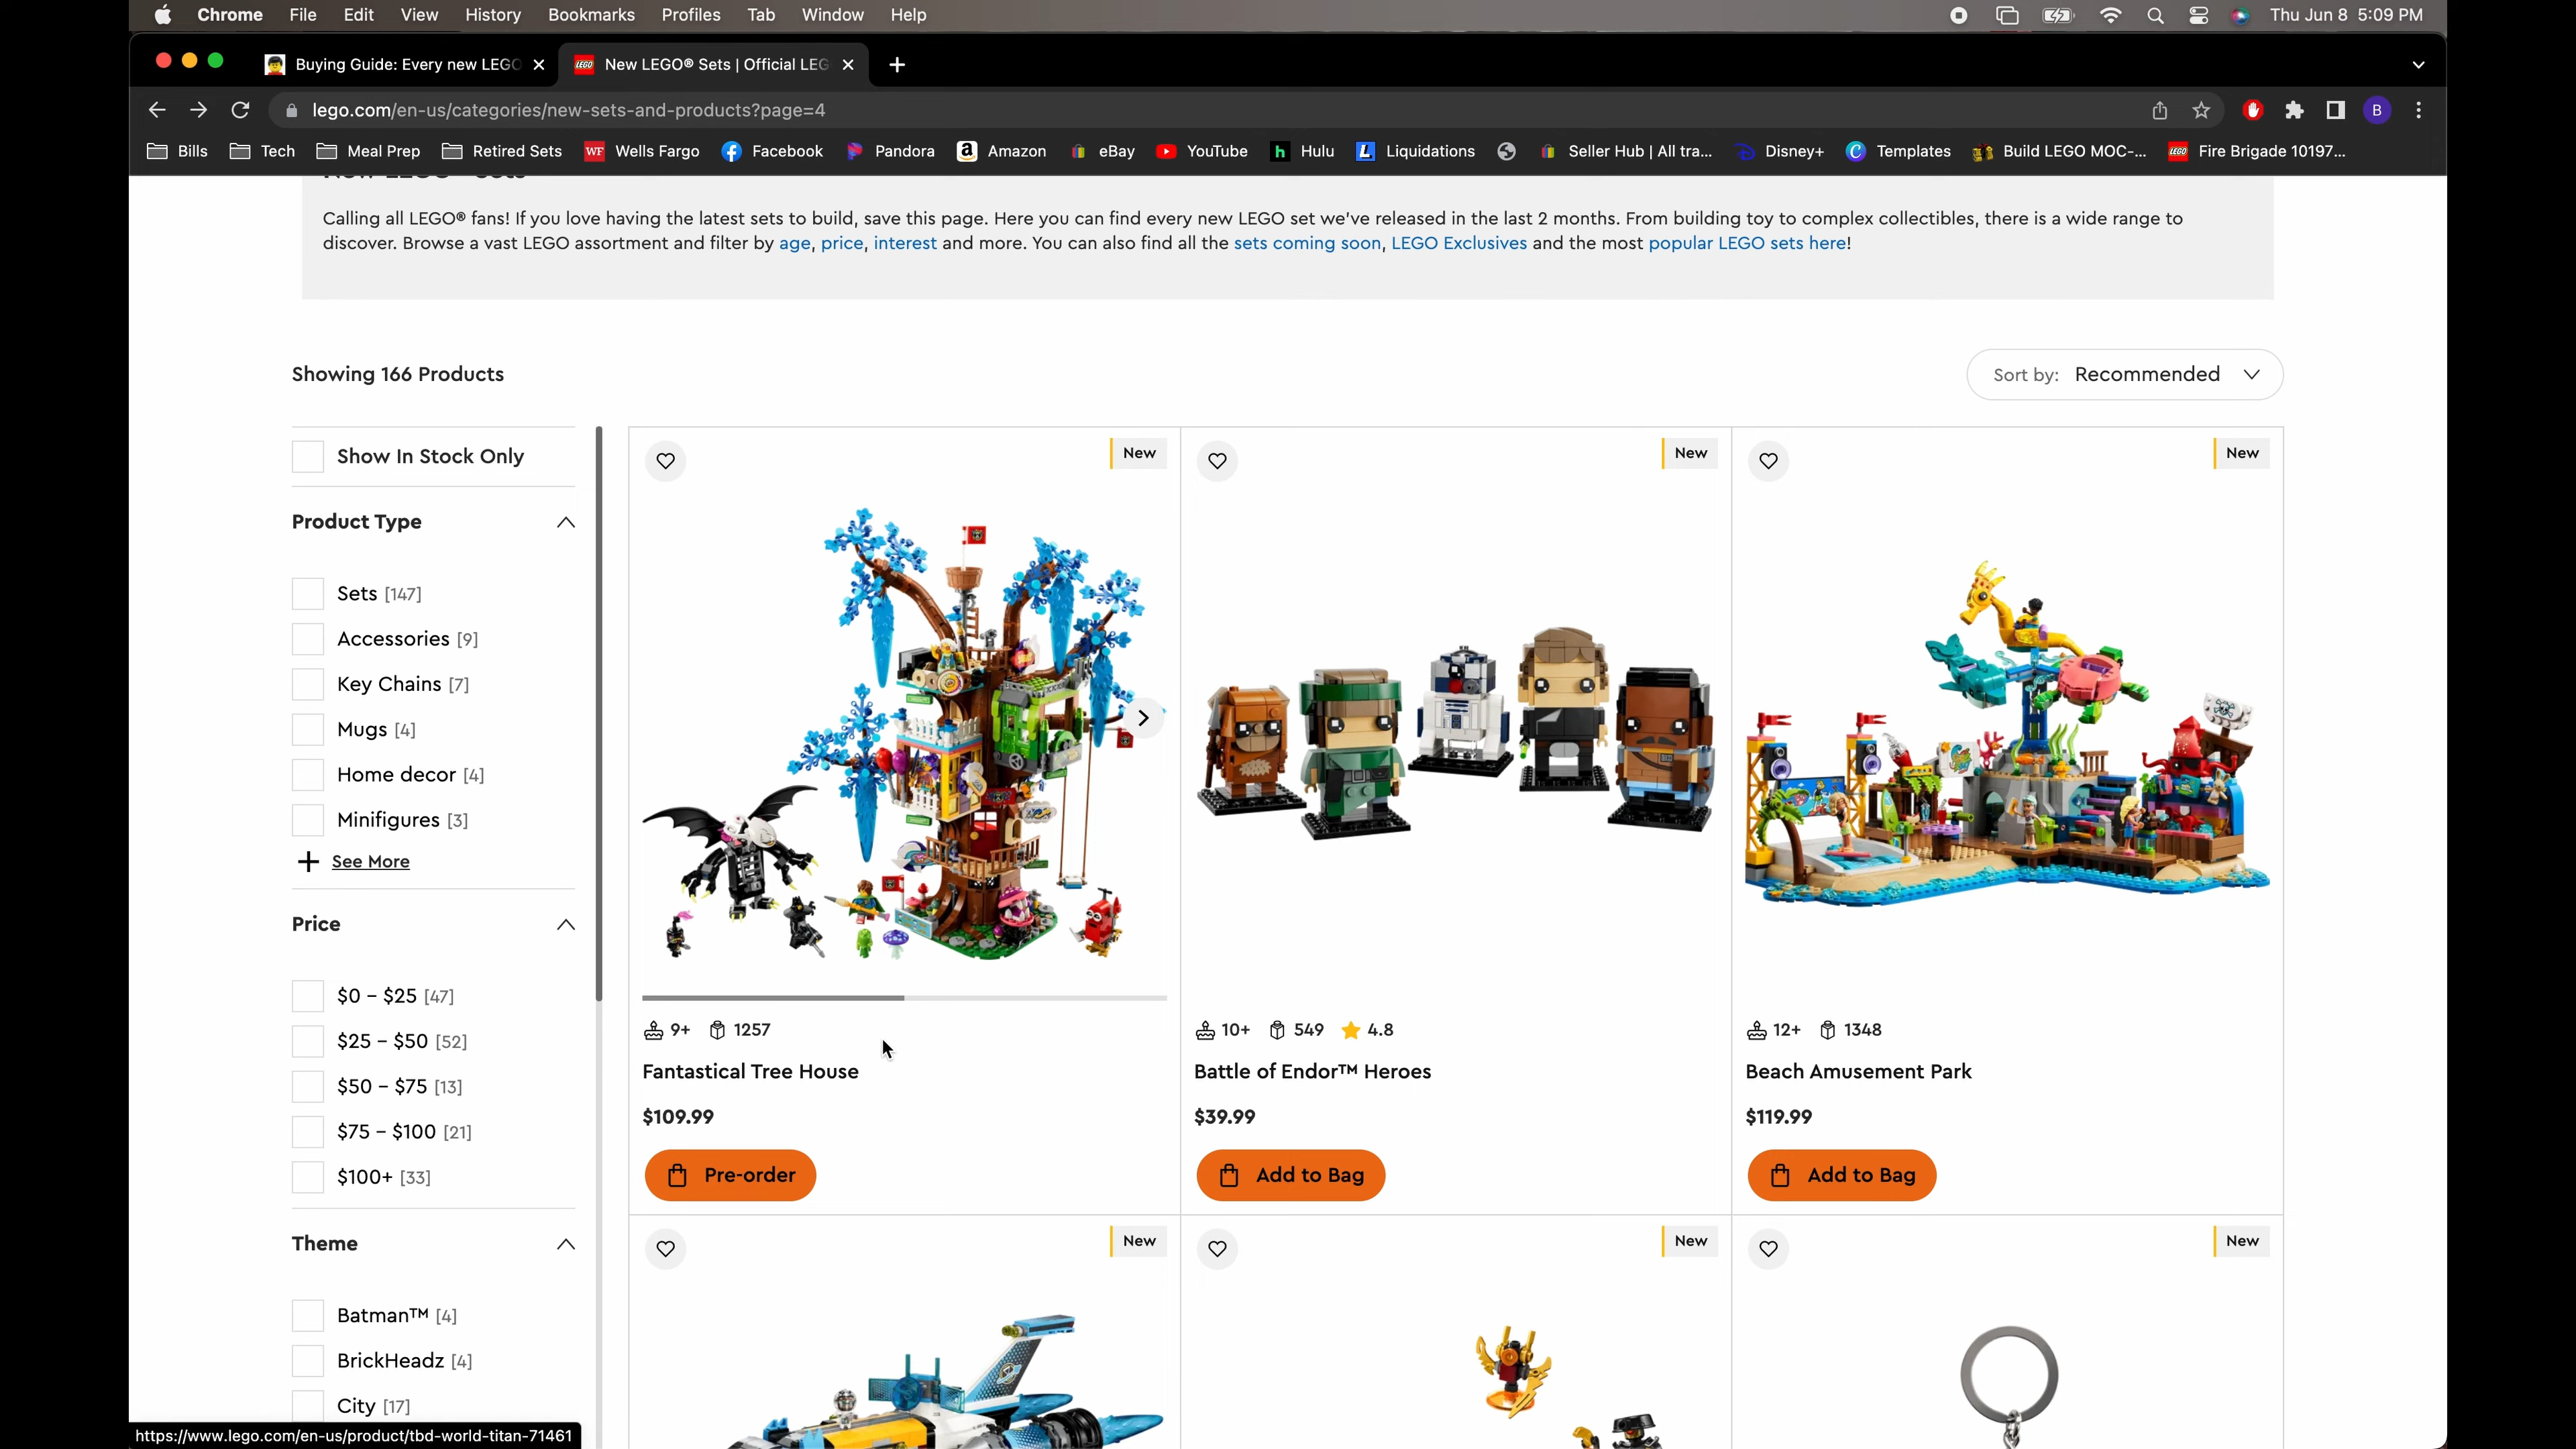 Chrome File Edit View History Bookmarks Profiles Tab Window Help Thu Jun 8 5:09 PM
Buying Guide: Every new LEGO New LEGO® Sets | Official LEG
lego.com/en-us/categories/new-sets-and-products?page=4 B
Bills Tech Meal Prep Retired Sets WF Wells Fargo Facebook Pandora Amazon eBay YouTube Hulu Liquidations Seller Hub | All tra... Disney+ Templates Build LEGO MOC-... Fire Brigade 10197...
Calling all LEGO® fans! If you love having the latest sets to build, save this page. Here you can find every new LEGO set we've released in the last 2 months. From building toy to complex collectibles, there is a wide range to
discover. Browse a vast LEGO assortment and filter by age, price, interest and more. You can also find all the sets coming soon, LEGO Exclusives and the most popular LEGO sets here!
Showing 166 Products
Sort by: Recommended
Show In Stock Only
Product Type
Sets [147]
Accessories [9]
Key Chains [7]
Mugs [4]
Home decor [4]
Minifigures [3]
See More
Price
$0 – $25 [47]
$25 – $50 [52]
$50 – $75 [13]
$75 – $100 [21]
$100+ [33]
Theme
Batman™ [4]
BrickHeadz [4]
City [17]
New
9+ 1257
Fantastical Tree House
$109.99
Pre-order
New
10+ 549 4.8
Battle of Endor™ Heroes
$39.99
Add to Bag
New
12+ 1348
Beach Amusement Park
$119.99
Add to Bag
New
New
New
https://www.lego.com/en-us/product/tbd-world-titan-71461